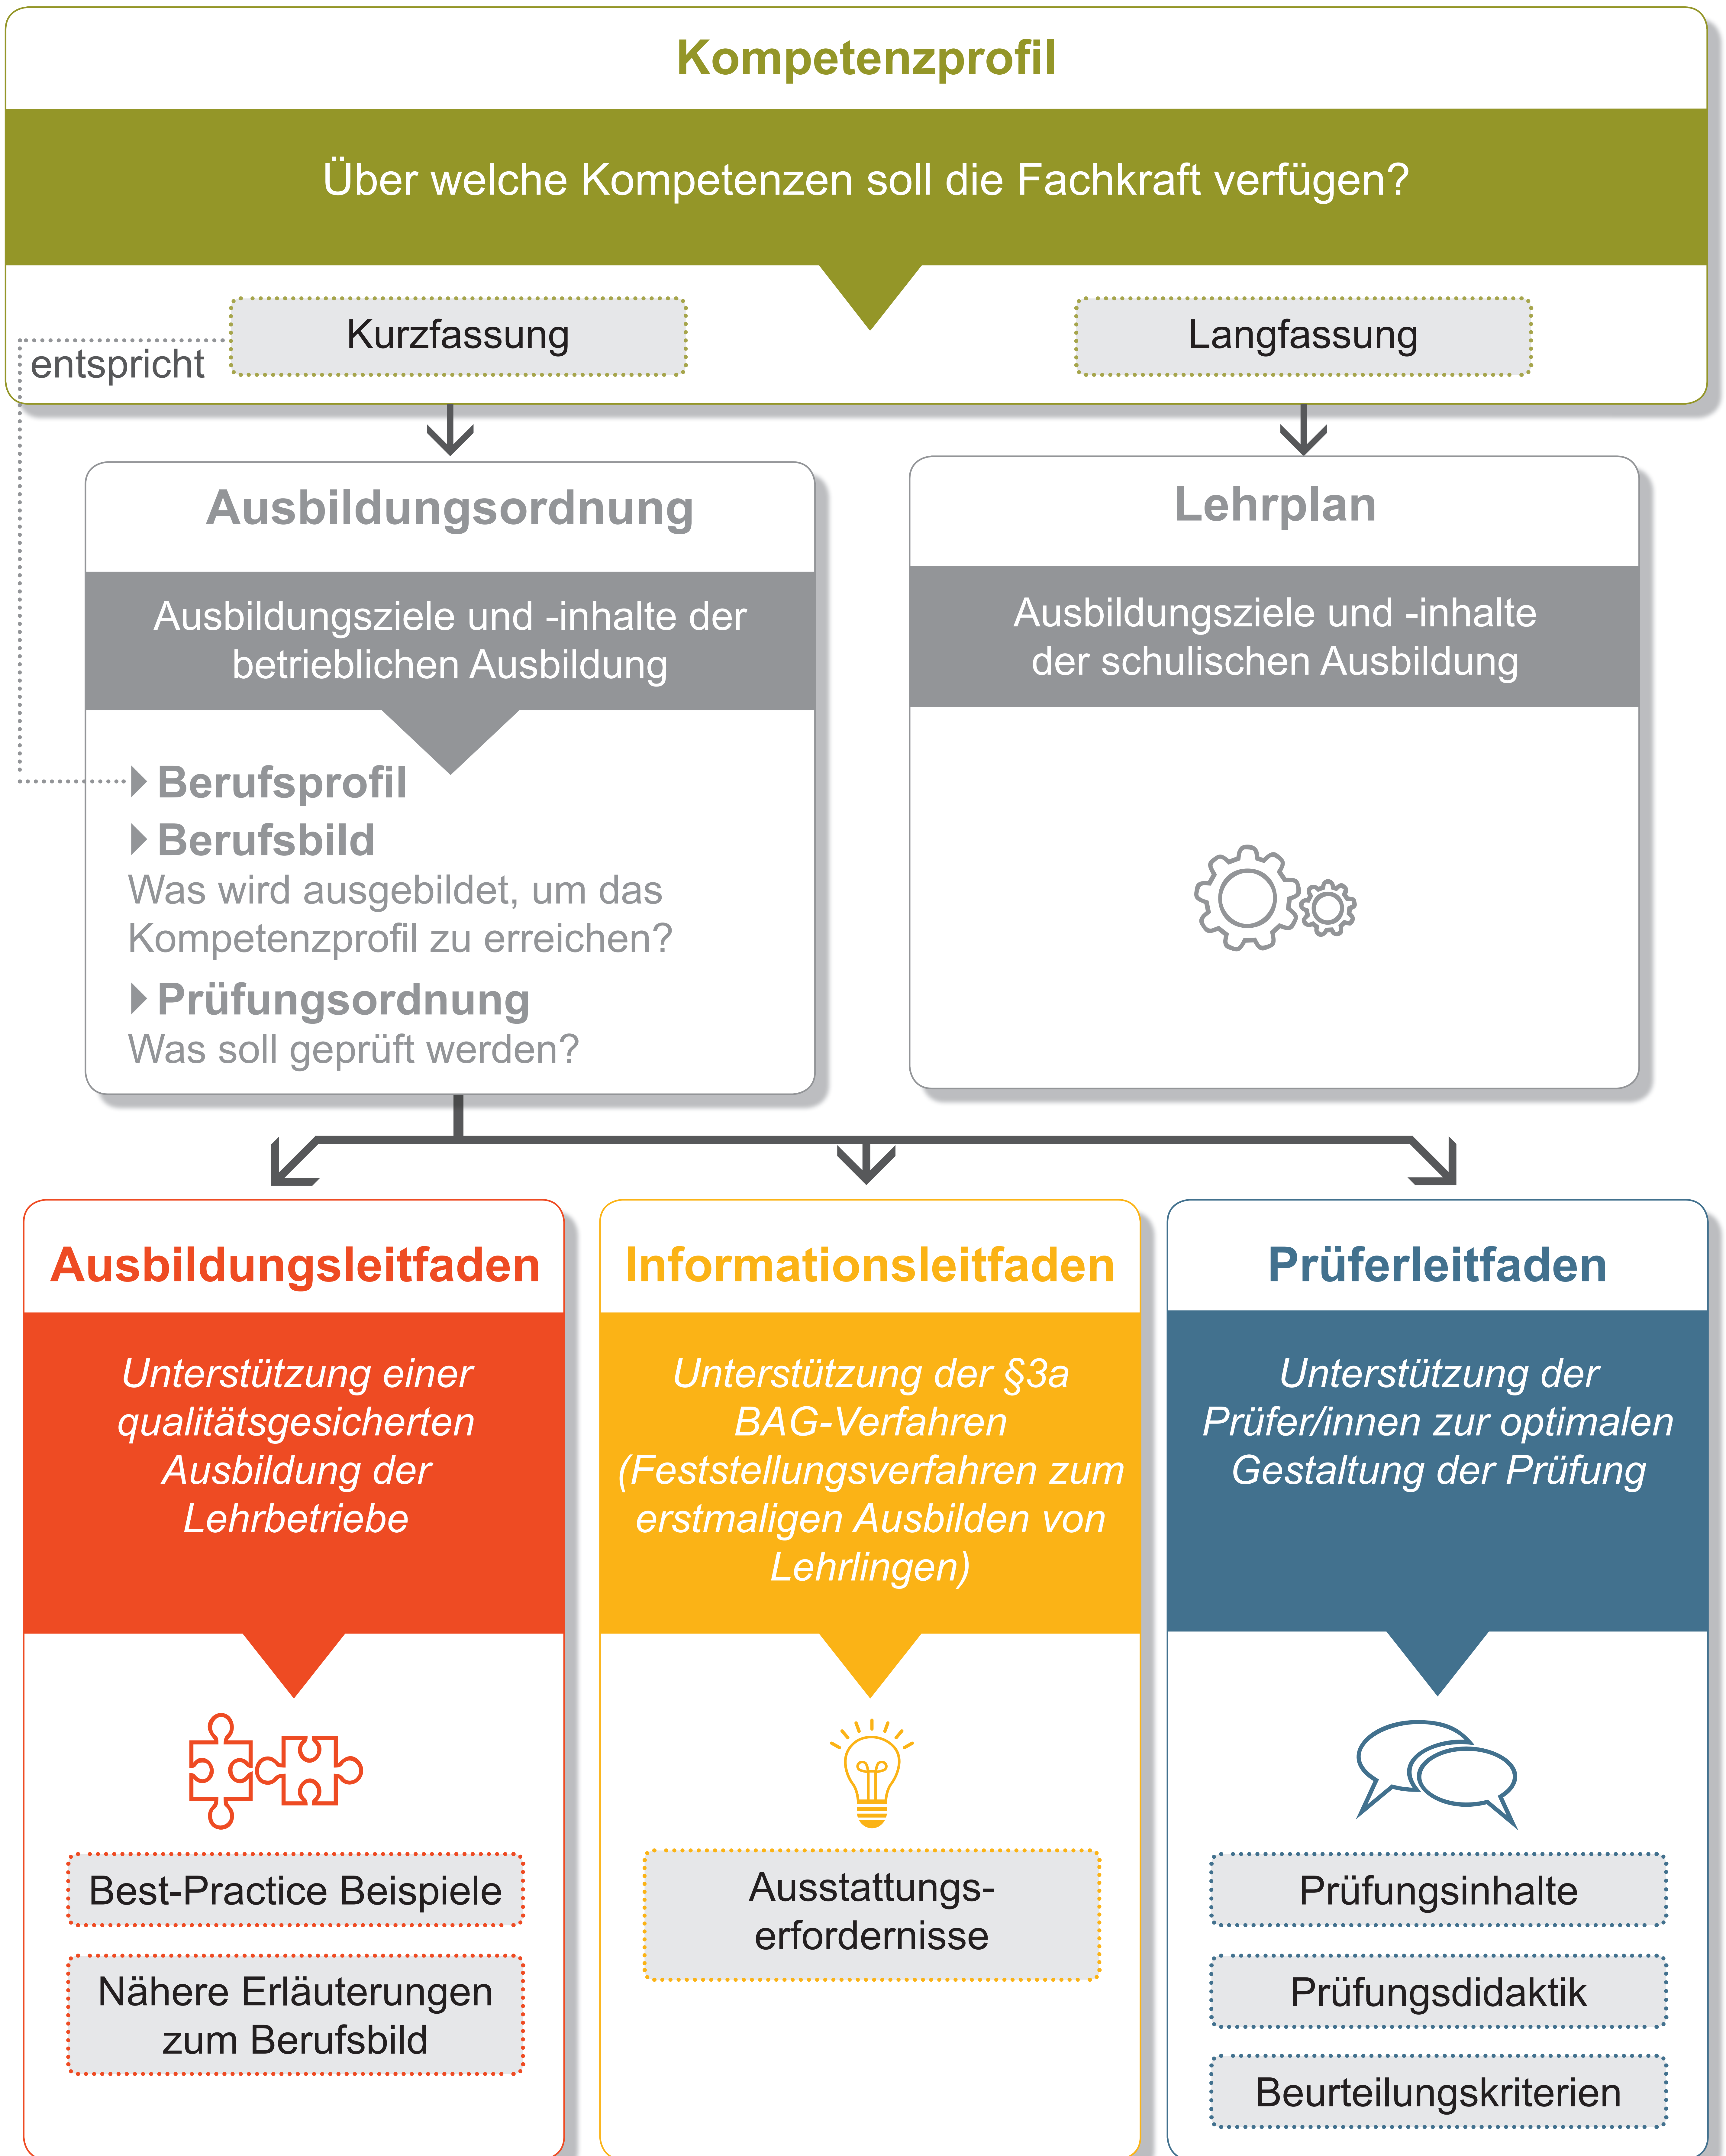 Kompetenzprofil
Über welche Kompetenzen soll die Fachkraft verfügen?
Kurzfassung
Langfassung
entspricht
Ausbildungsordnung
Ausbildungsziele und -inhalte der
betrieblichen Ausbildung
Berufsprofil
Berufsbild
Was wird ausgebildet, um das
Kompetenzprofil zu erreichen?
Prüfungsordnung
Was soll geprüft werden?
Lehrplan
Ausbildungsziele und -inhalte
der schulischen Ausbildung
Ausbildungsleitfaden
Unterstützung einer
qualitätsgesicherten
Ausbildung der
Lehrbetriebe
Best-Practice Beispiele
Nähere Erläuterungen
zum Berufsbild
Informationsleitfaden
Unterstützung der §3a
BAG-Verfahren
(Feststellungsverfahren zum
erstmaligen Ausbilden von
Lehrlingen)
Ausstattungs-
erfordernisse
Prüferleitfaden
Unterstützung der
Prüfer/innen zur optimalen
Gestaltung der Prüfung
Prüfungsinhalte
Prüfungsdidaktik
Beurteilungskriterien